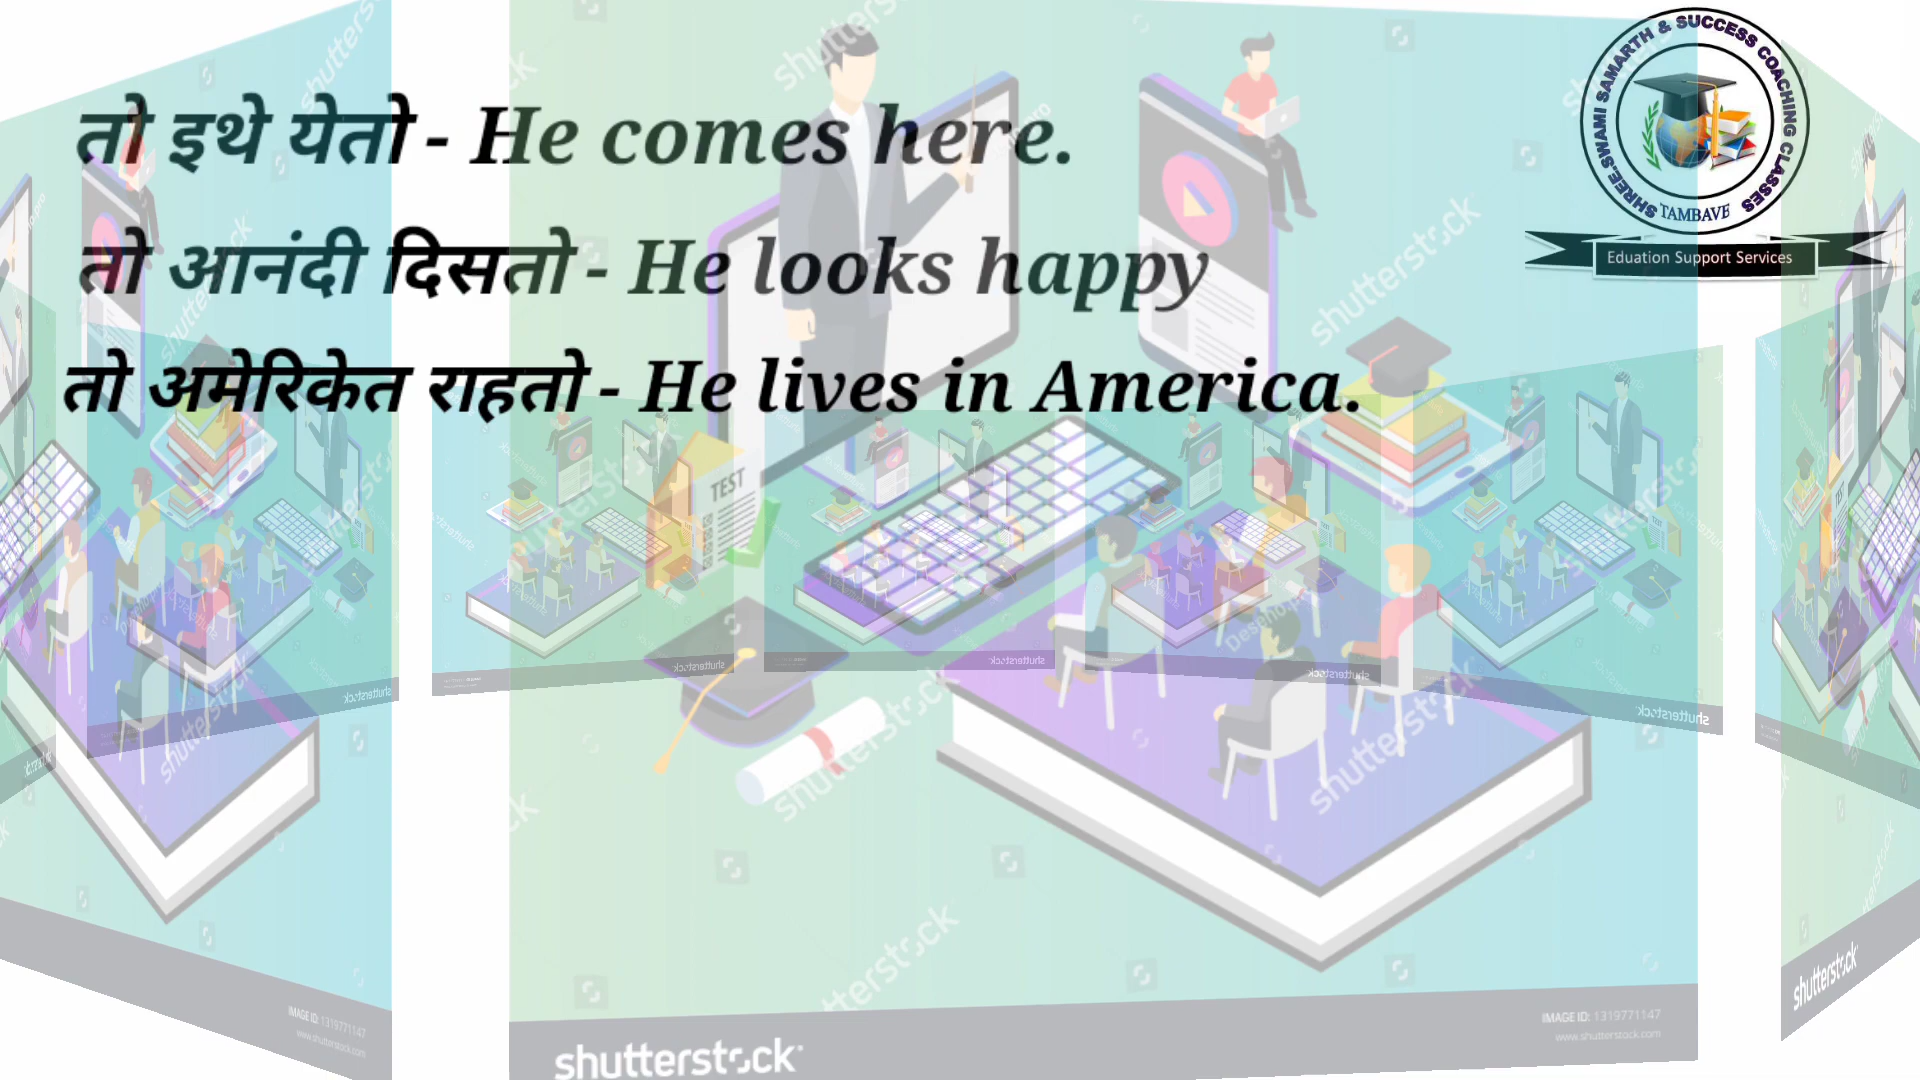 तो इथे येतो - He comes here.
तो आनंदी दिसतो - He looks happy
तो अमेरिकेत राहतो - He lives in America.
SHREE.SWAMI SAMARTH & SUCCESS COACHING CLASSES
TAMBAVE
Eduation Support Services
TEST
shutterstock
IMAGE ID: 1319771147
www.shutterstock.com